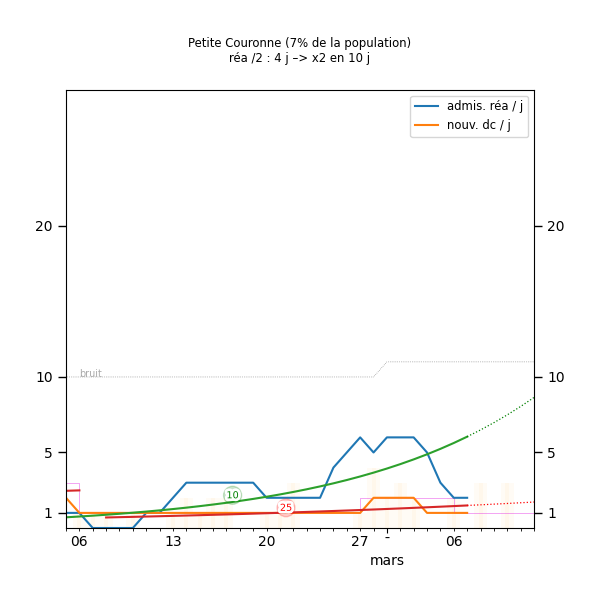 Petite Couronne (7% de la population)
réa /2 : 4 j –> x2 en 10 j
admis. réa / j
nouv. dc / j
20
20
bruit
10
10
5
5
10
25
1
1
06
13
20
27
-
06
mars